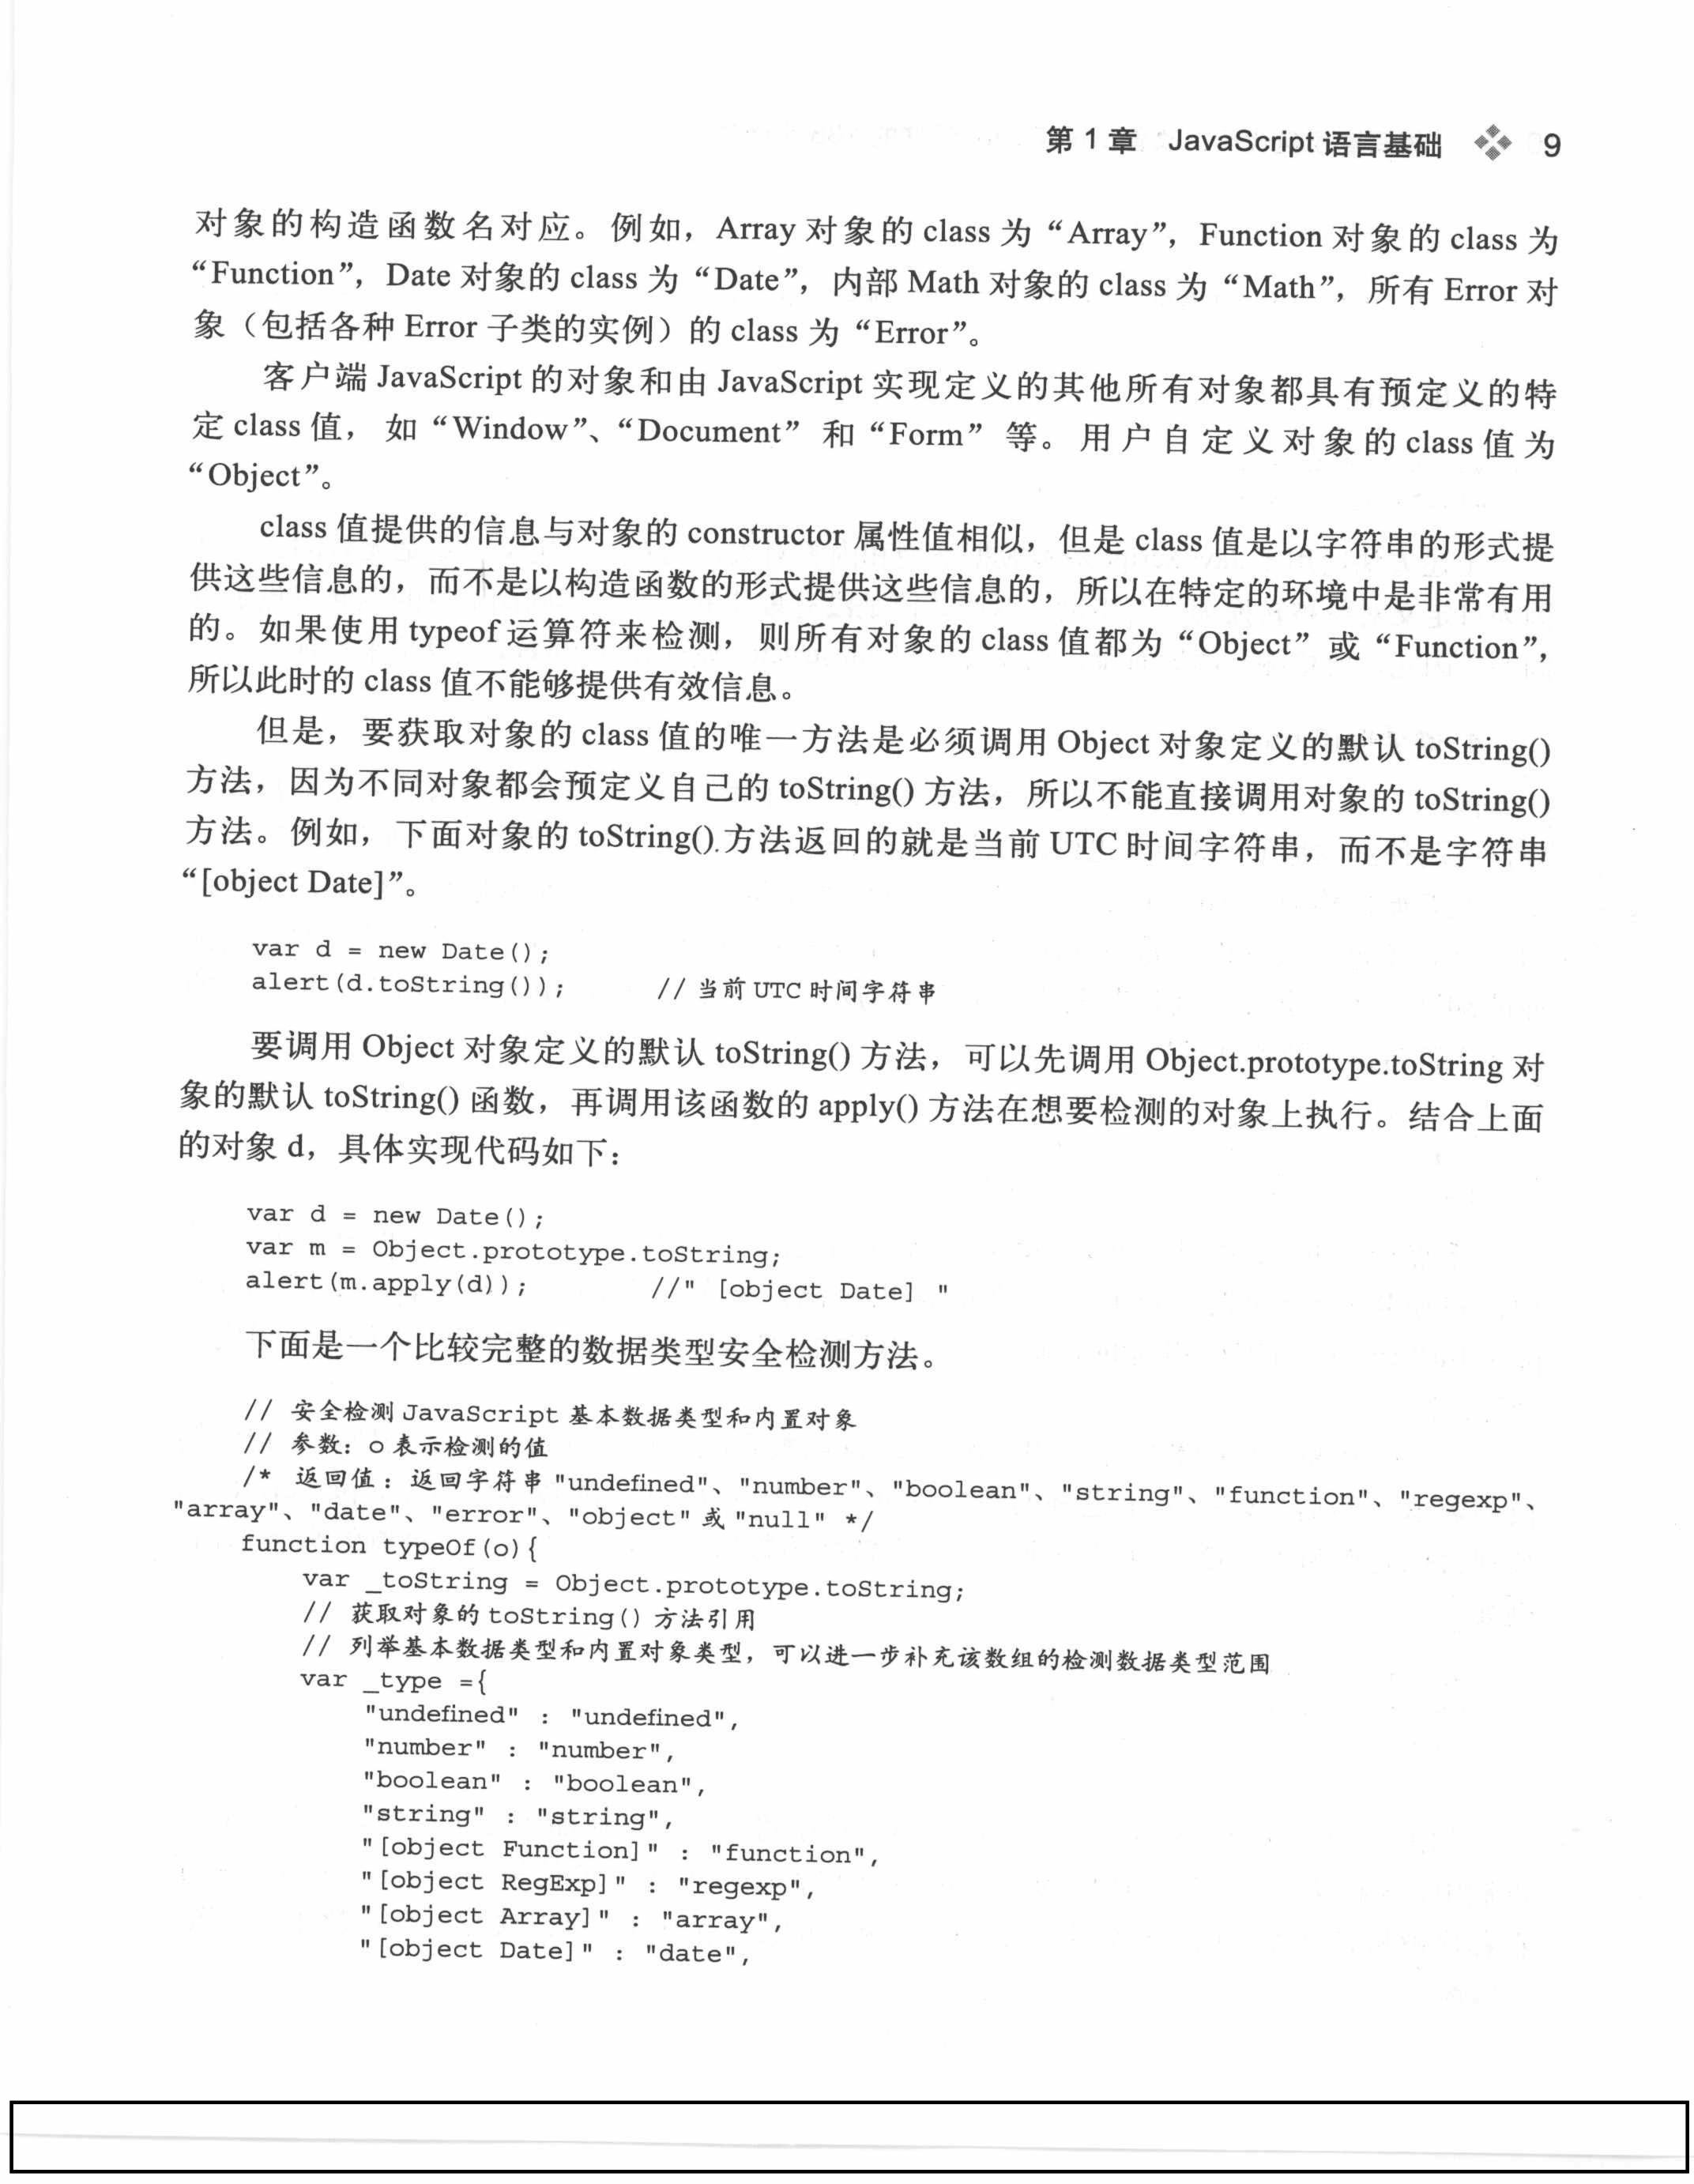 第 1 章 JavaScript 语言基础 9
对象的构造函数名对应。例如，Array 对象的 class 为 “Array”，Function 对象的 class 为
“Function”，Date 对象的 class 为 “Date”，内部 Math 对象的 class 为 “Math”，所有 Error 对
象（包括各种 Error 子类的实例）的 class 为 “Error”。
客户端 JavaScript 的对象和由 JavaScript 实现定义的其他所有对象都具有预定义的特
定 class 值， 如 “Window”、“Document” 和 “Form” 等。用户自定义对象的 class 值为
“Object”。
class 值提供的信息与对象的 constructor 属性值相似，但是 class 值是以字符串的形式提
供这些信息的，而不是以构造函数的形式提供这些信息的，所以在特定的环境中是非常有用
的。如果使用 typeof 运算符来检测，则所有对象的 class 值都为 “Object” 或 “Function”，
所以此时的 class 值不能够提供有效信息。
但是，要获取对象的 class 值的唯一方法是必须调用 Object 对象定义的默认 toString()
方法，因为不同对象都会预定义自己的 toString() 方法，所以不能直接调用对象的 toString()
方法。例如，下面对象的 toString() 方法返回的就是当前 UTC 时间字符串，而不是字符串
“[object Date]”。
var d = new Date();
alert(d.toString()); // 当前 UTC 时间字符串
要调用 Object 对象定义的默认 toString() 方法，可以先调用 Object.prototype.toString 对
象的默认 toString() 函数，再调用该函数的 apply() 方法在想要检测的对象上执行。结合上面
的对象 d，具体实现代码如下：
var d = new Date();
var m = Object.prototype.toString;
alert(m.apply(d)); //" [object Date] "
下面是一个比较完整的数据类型安全检测方法。
// 安全检测 JavaScript 基本数据类型和内置对象
// 参数：o 表示检测的值
/* 返回值：返回字符串 "undefined"、"number"、"boolean"、"string"、"function"、"regexp"、
"array"、"date"、"error"、"object" 或 "null" */
function typeOf(o){
var _toString = Object.prototype.toString;
// 获取对象的 toString() 方法引用
// 列举基本数据类型和内置对象类型，可以进一步补充该数组的检测数据类型范围
var _type ={
"undefined" : "undefined",
"number" : "number",
"boolean" : "boolean",
"string" : "string",
"[object Function]" : "function",
"[object RegExp]" : "regexp",
"[object Array]" : "array",
"[object Date]" : "date",